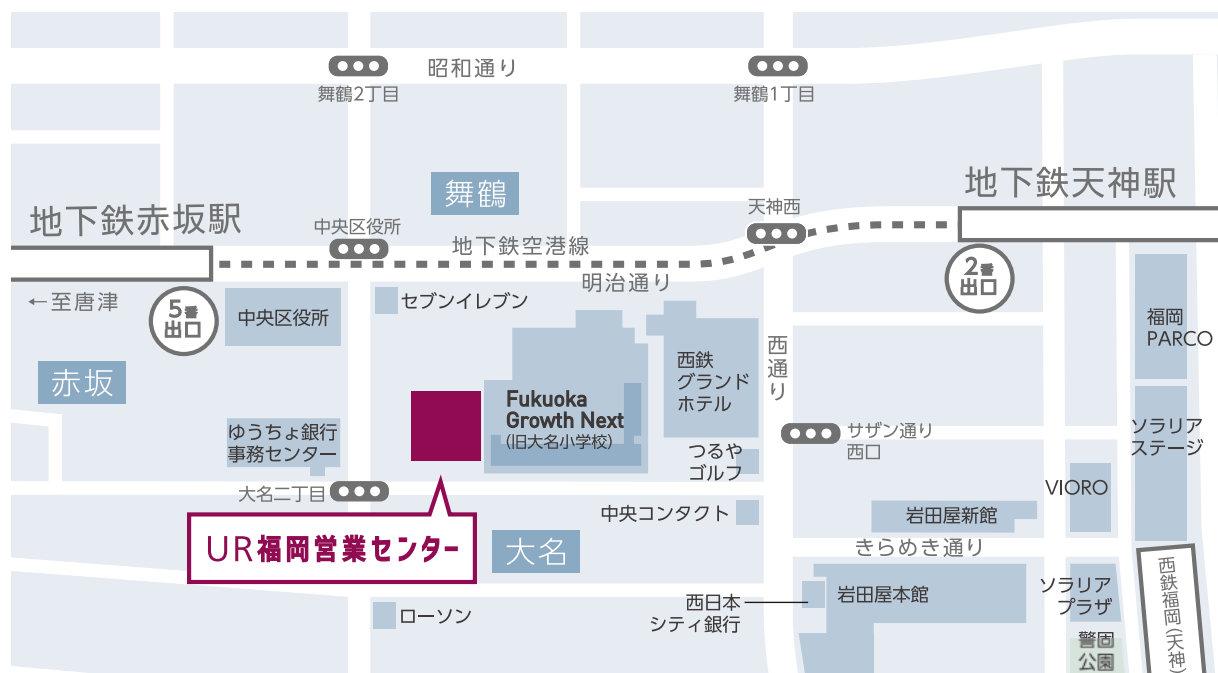 昭和通り
舞鶴2丁目
舞鶴1丁目
地下鉄天神駅
舞鶴
地下鉄赤坂駅
天神西
中央区役所
地下鉄空港線
明治通り
2番
出口
←至唐津
5番
出口
中央区役所
セブンイレブン
福岡
PARCO
西鉄
グランド
ホテル
西通り
赤坂
Fukuoka
Growth Next
(旧大名小学校)
ゆうちょ銀行
事務センター
サザン通り
西口
ソラリア
ステージ
つるや
ゴルフ
大名二丁目
VIORO
中央コンタクト
岩田屋新館
UR福岡営業センター
大名
きらめき通り
西鉄福岡(天神)
ローソン
西日本
シティ銀行
岩田屋本館
ソラリア
プラザ
警固
公園